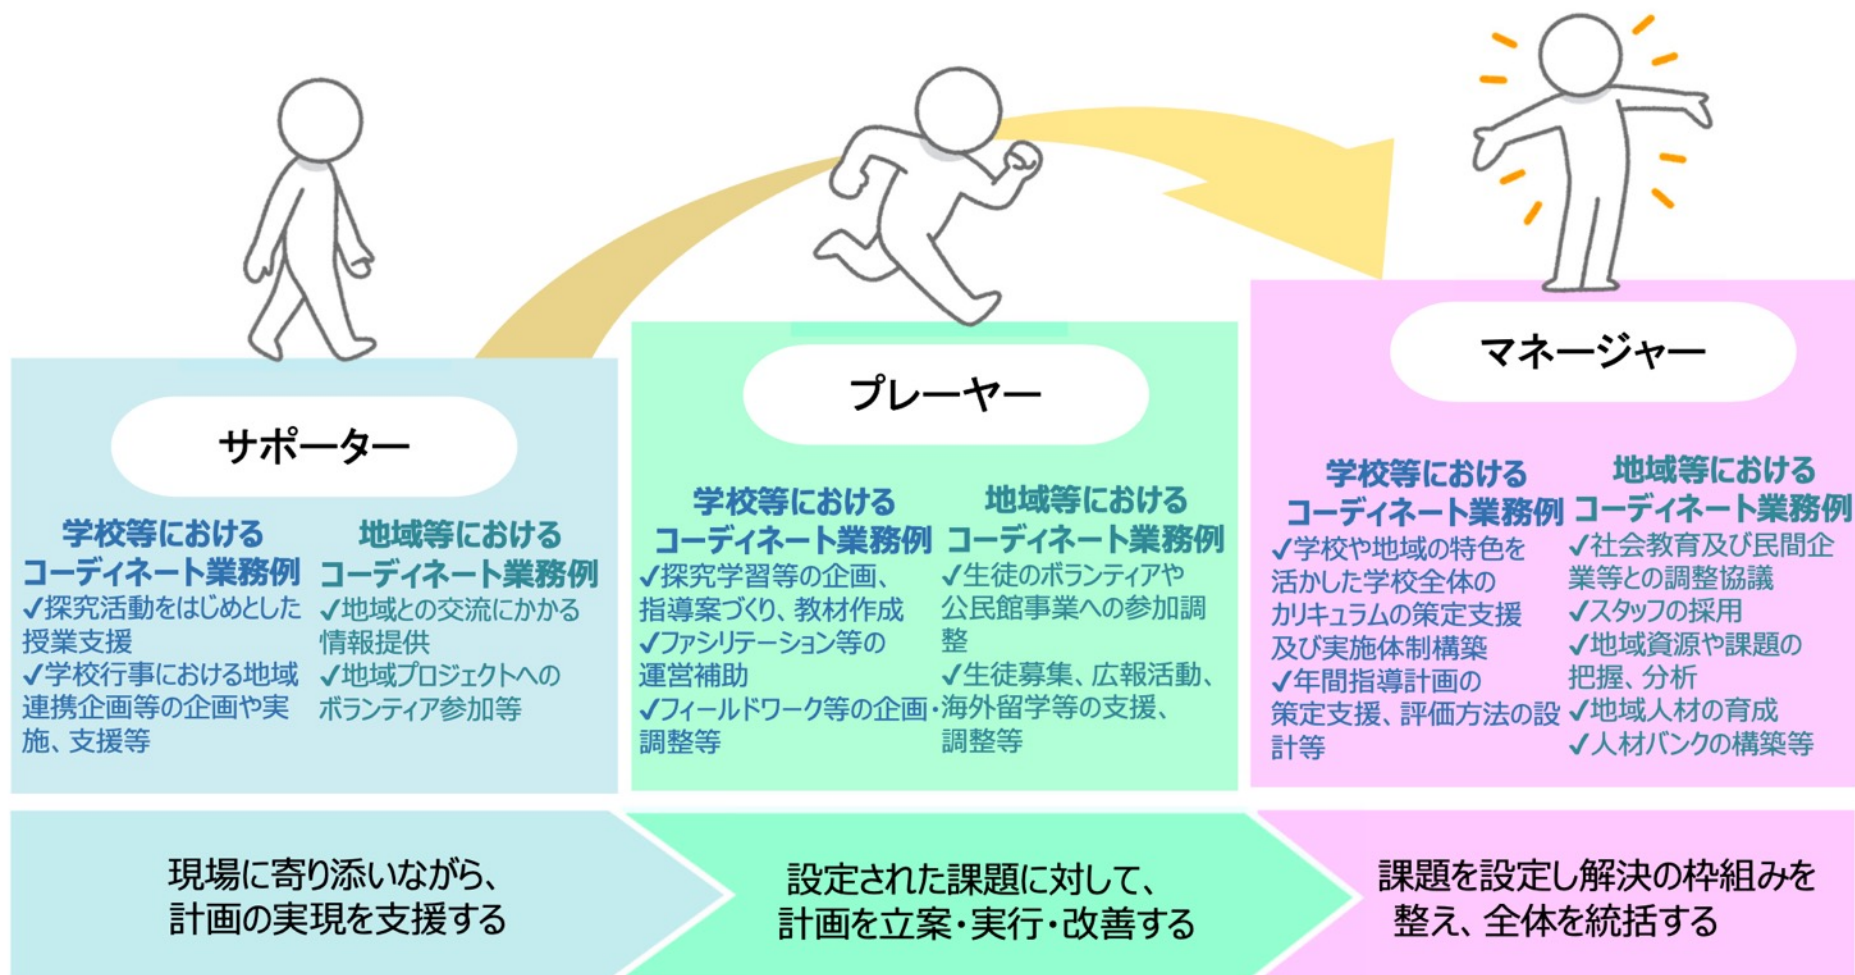 サポーター
学校等における
コーディネート業務例
✓探究活動をはじめとした
授業支援
✓学校行事における地域
連携企画等の企画や実
施、支援等
地域等における
コーディネート業務例
✓地域との交流にかかる
情報提供
✓地域プロジェクトへの
ボランティア参加等
現場に寄り添いながら、
計画の実現を支援する
プレーヤー
学校等における
コーディネート業務例
✓探究学習等の企画、
指導案づくり、教材作成
✓ファシリテーション等の
運営補助
✓フィールドワーク等の企画・
調整等
地域等における
コーディネート業務例
✓生徒のボランティアや
公民館事業への参加調
整
✓生徒募集、広報活動、
海外留学等の支援、
調整等
設定された課題に対して、
計画を立案・実行・改善する
マネージャー
学校等における
コーディネート業務例
✓学校や地域の特色を
活かした学校全体の
カリキュラムの策定支援
及び実施体制構築
✓年間指導計画の
策定支援、評価方法の設
計等
地域等における
コーディネート業務例
✓社会教育及び民間企
業等との調整協議
✓スタッフの採用
✓地域資源や課題の
把握、分析
✓地域人材の育成
✓人材バンクの構築等
課題を設定し解決の枠組みを
整え、全体を統括する